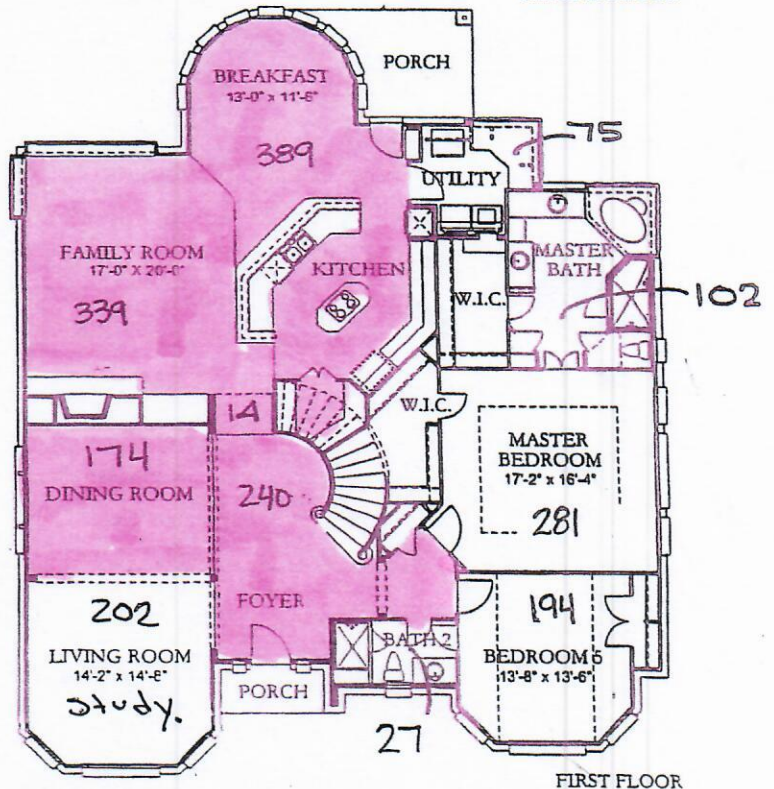 PORCH
BREAKFAST
13'-0" x 11'-6"
389
75
UTILITY
FAMILY ROOM
17'-0" X 20'-0"
339
KITCHEN
W.I.C.
MASTER
BATH
102
14
W.I.C.
174
DINING ROOM
240
MASTER
BEDROOM
17'-2" x 16'-4"
281
FOYER
202
LIVING ROOM
14'-2" x 14'-8"
Study.
PORCH
BATH 2
194
BEDROOM 5
13'-8" x 13'-6"
27
FIRST FLOOR